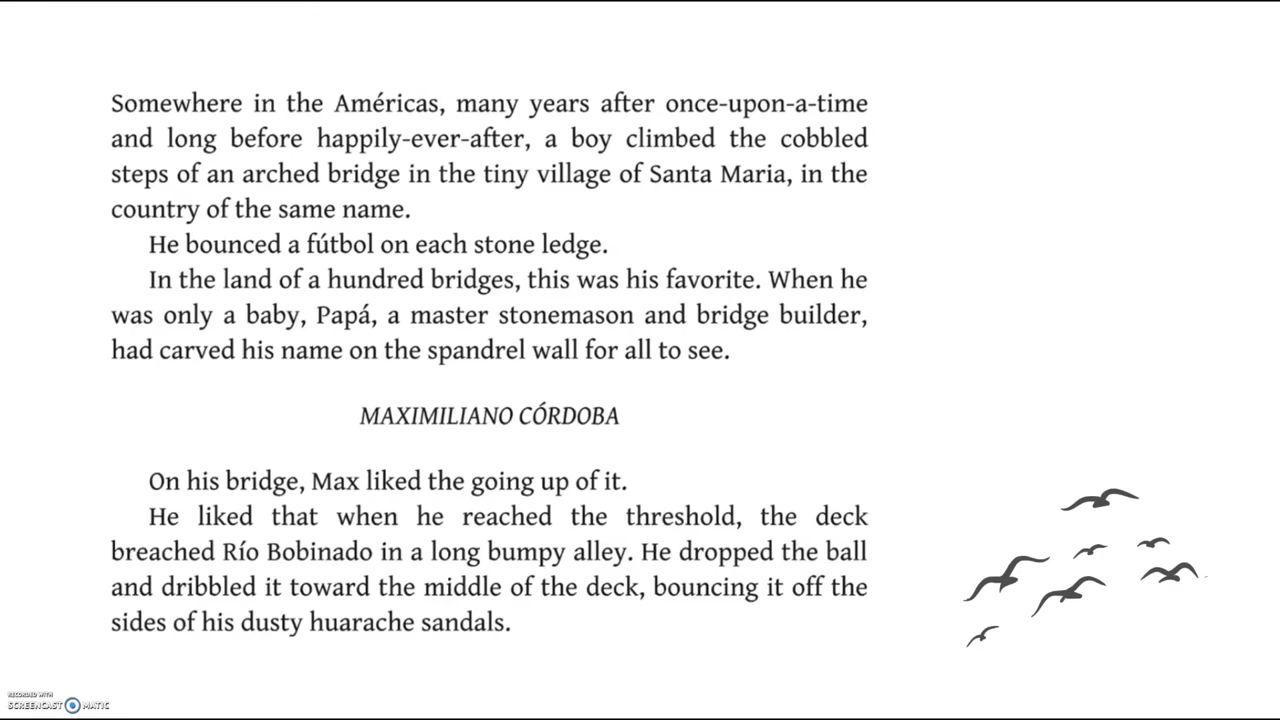 Somewhere in the Américas, many years after once-upon-a-time
and long before happily-ever-after, a boy climbed the cobbled
steps of an arched bridge in the tiny village of Santa Maria, in the
country of the same name.
He bounced a fútbol on each stone ledge.
In the land of a hundred bridges, this was his favorite. When he
was only a baby, Papá, a master stonemason and bridge builder,
had carved his name on the spandrel wall for all to see.
MAXIMILIANO CÓRDOBA
On his bridge, Max liked the going up of it.
He liked that when he reached the threshold, the deck
breached Río Bobinado in a long bumpy alley. He dropped the ball
and dribbled it toward the middle of the deck, bouncing it off the
sides of his dusty huarache sandals.
RECORDED WITH
SCREENCAST MATIC